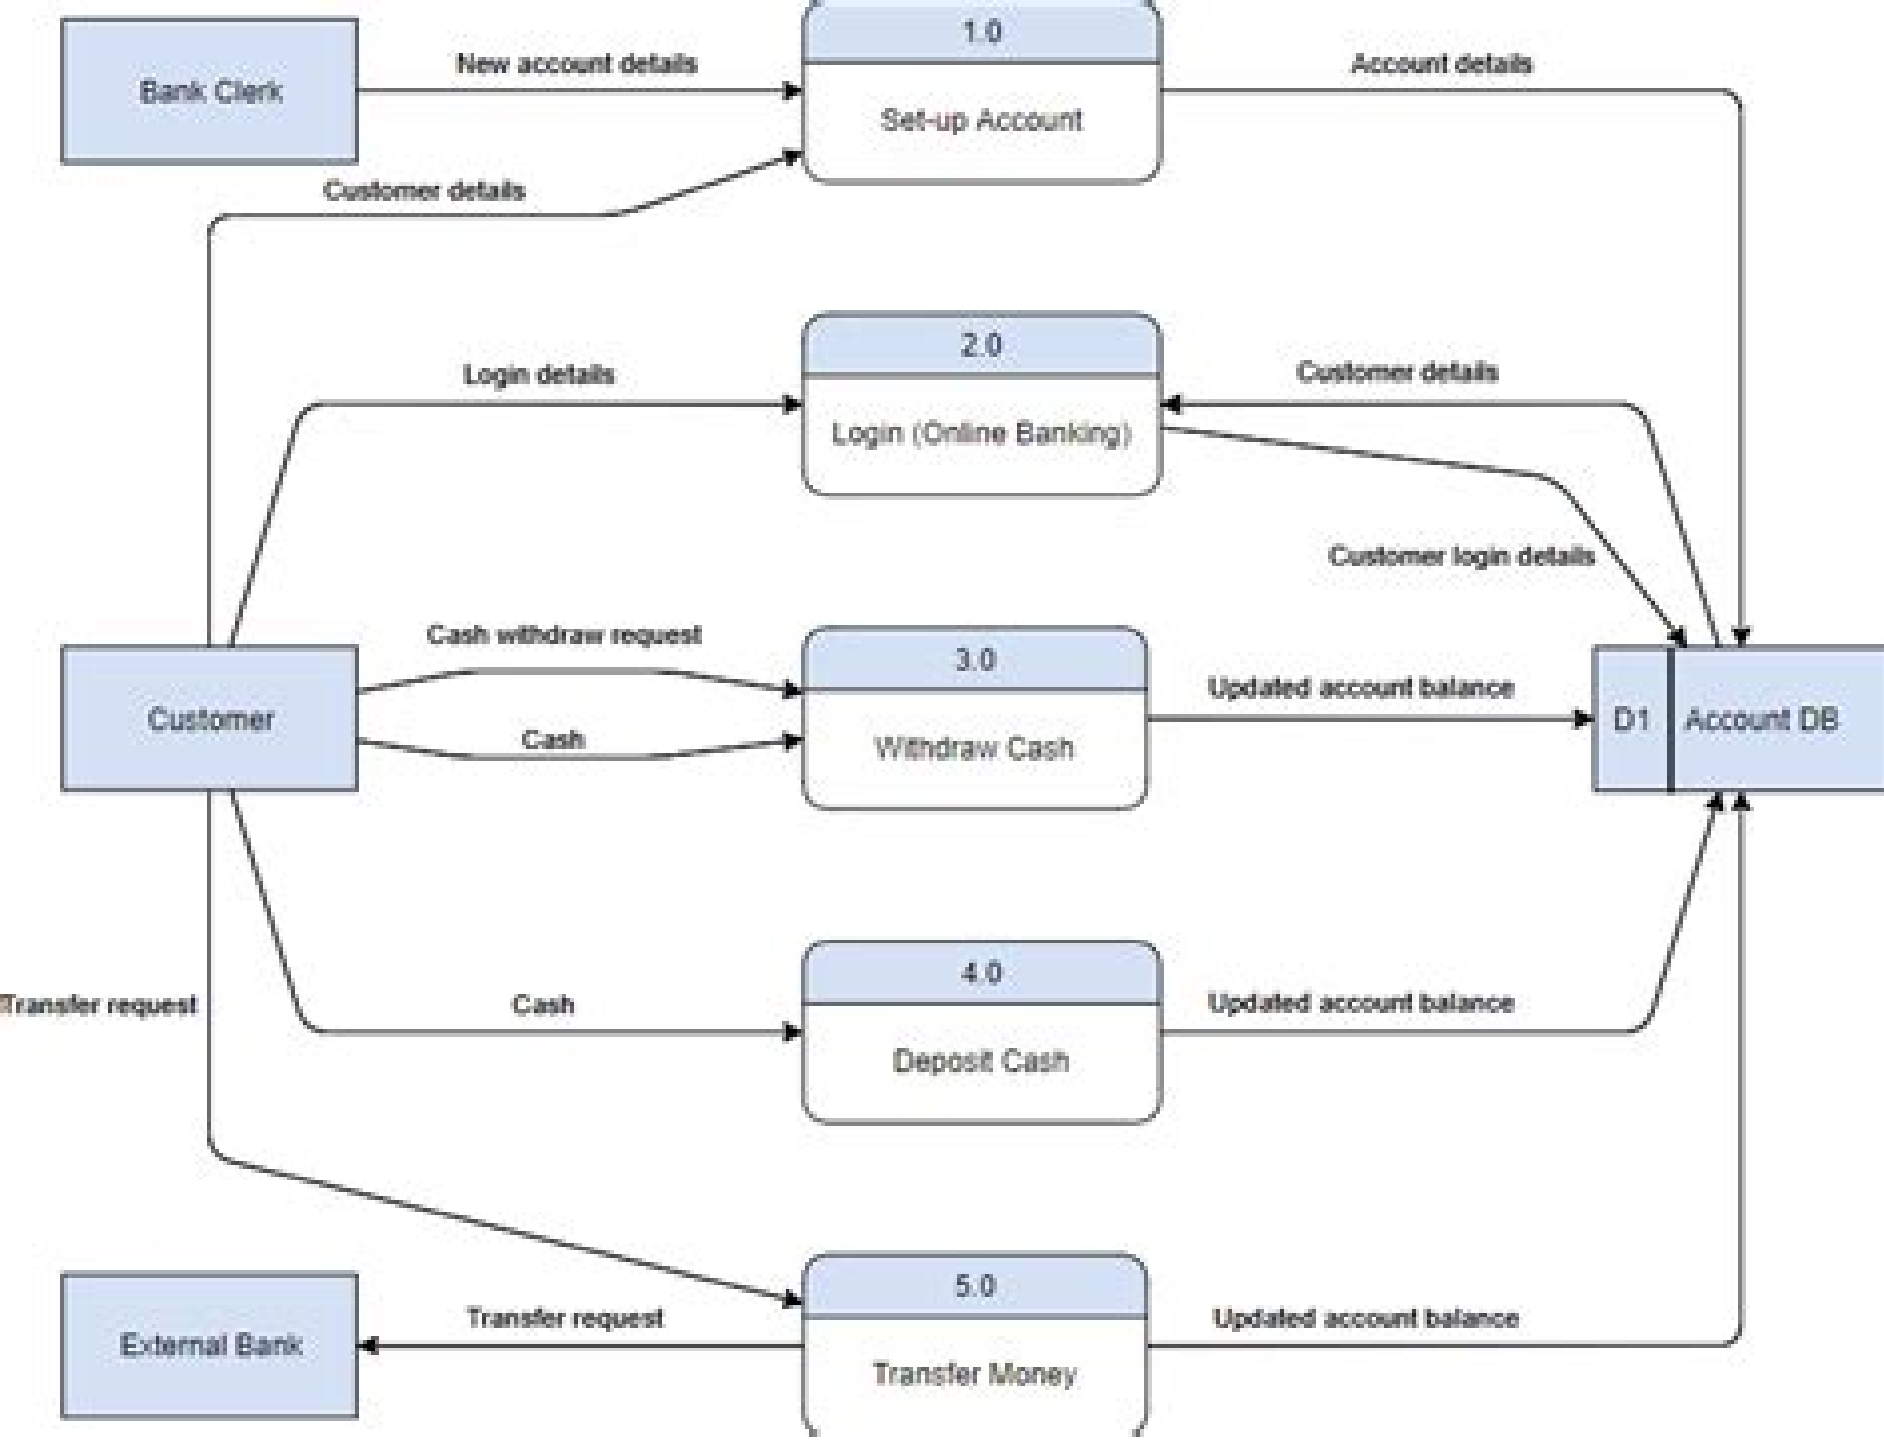 1.0
New account details
Account details
Bank Clerk
Set-up Account
Customer details
2.0
Login details
Customer details
Login (Online Banking)
Customer login details
Cash withdraw request
3.0
Updated account balance
Customer
Cash
Withdraw Cash
D1
Account DB
4.0
Transfer request
Cash
Updated account balance
Deposit Cash
5.0
Transfer request
Updated account balance
External Bank
Transfer Money